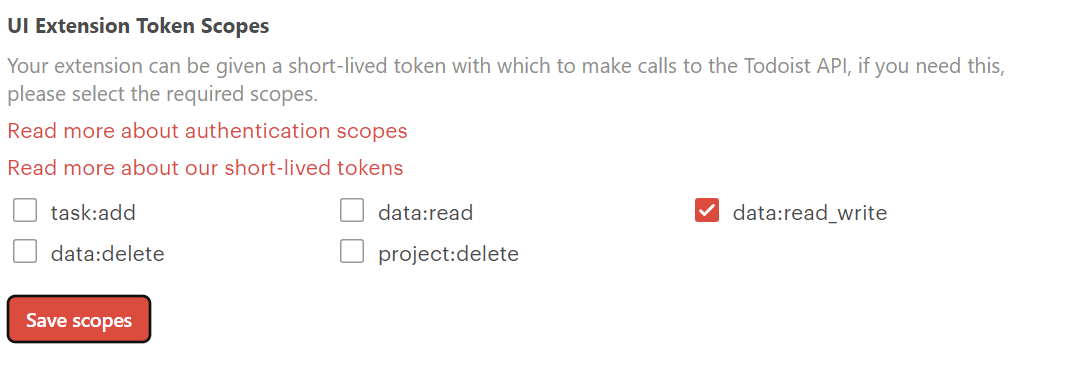 UI Extension Token Scopes
Your extension can be given a short-lived token with which to make calls to the Todoist API, if you need this,
please select the required scopes.
Read more about authentication scopes
Read more about our short-lived tokens
task:add data:read data:read_write
data:delete project:delete
Save scopes